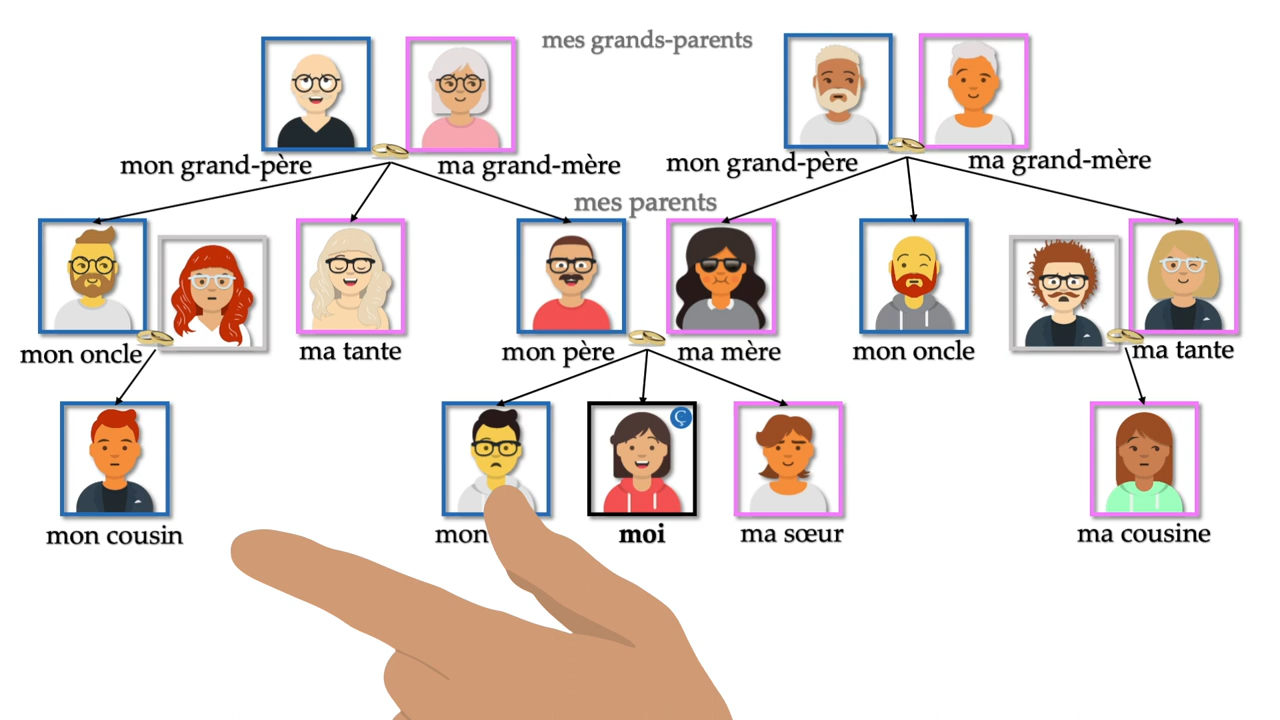 mes grands-parents
mon grand-père
ma grand-mère
mon grand-père
ma grand-mère
mes parents
mon oncle
ma tante
mon père
ma mère
mon oncle
ma tante
Ç
mon cousin
mon
moi
ma sœur
ma cousine